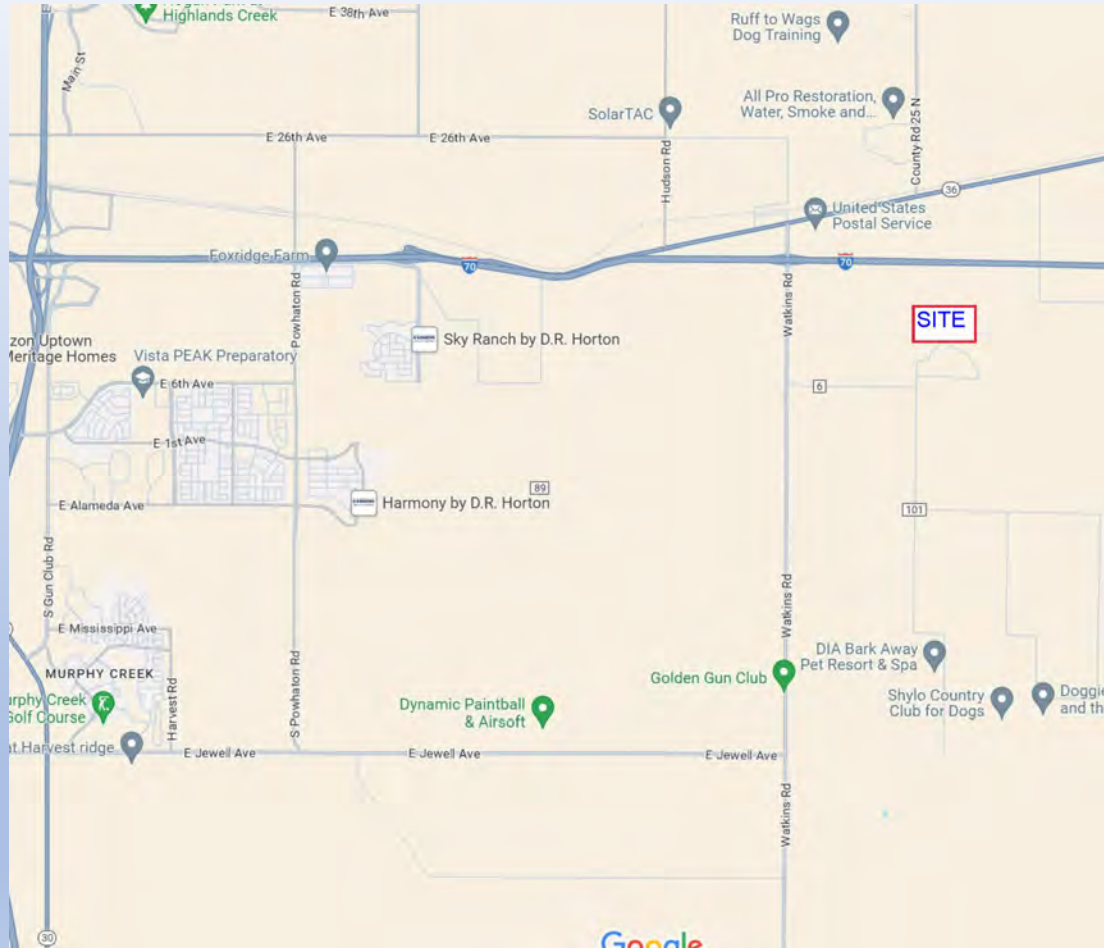 Highlands Creek
E 38th Ave
Main St
Ruff to Wags
Dog Training
SolarTAC
All Pro Restoration,
Water, Smoke and...
E 26th Ave
E 26th Ave
Hudson Rd
County Rd 25 N
36
United States
Postal Service
Foxridge Farm
70
70
Powhaton Rd
Watkins Rd
SITE
zon Uptown
Meritage Homes
Sky Ranch by D.R. Horton
Vista PEAK Preparatory
E 6th Ave
6
E 1st Ave
89
Harmony by D.R. Horton
E Alameda Ave
101
S Gun Club Rd
E Mississippi Ave
Watkins Rd
MURPHY CREEK
DIA Bark Away
Pet Resort & Spa
Golden Gun Club
urphy Creek
Golf Course
Harvest Rd
S Powhaton Rd
Dynamic Paintball
& Airsoft
Shylo Country
Club for Dogs
Doggie
and th
at Harvest ridge
E Jewell Ave
E Jewell Ave
E Jewell Ave
Watkins Rd
30
Google